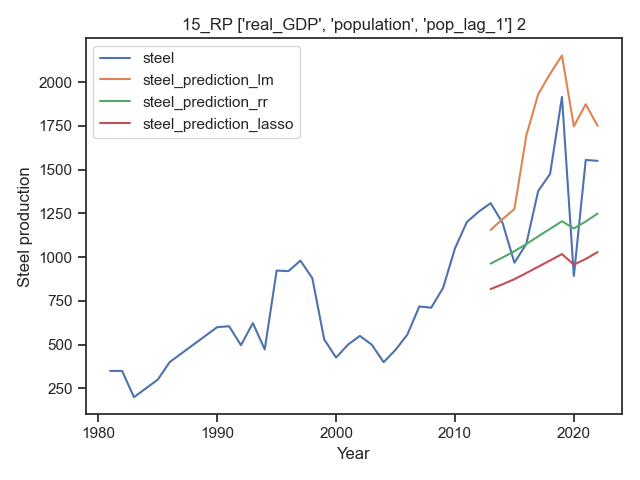 15_RP ['real_GDP', 'population', 'pop_lag_1'] 2
steel
steel_prediction_lm
steel_prediction_rr
steel_prediction_lasso
2000
1750
1500
1250
1000
750
500
250
Steel production
1980
1990
2000
2010
2020
Year